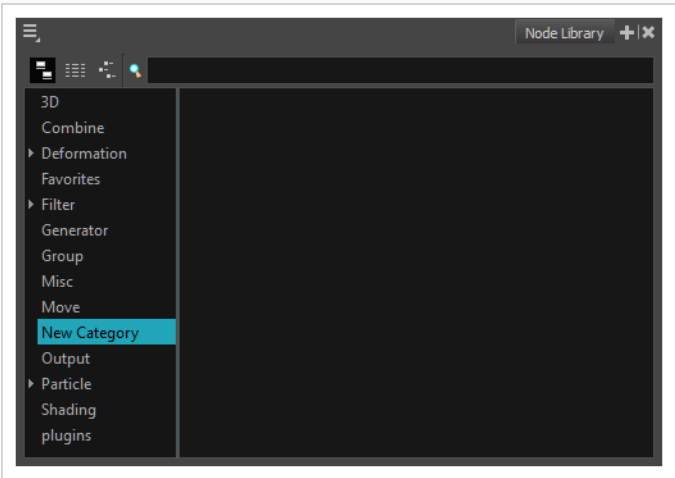 Node Library
3D
Combine
Deformation
Favorites
Filter
Generator
Group
Misc
Move
New Category
Output
Particle
Shading
plugins